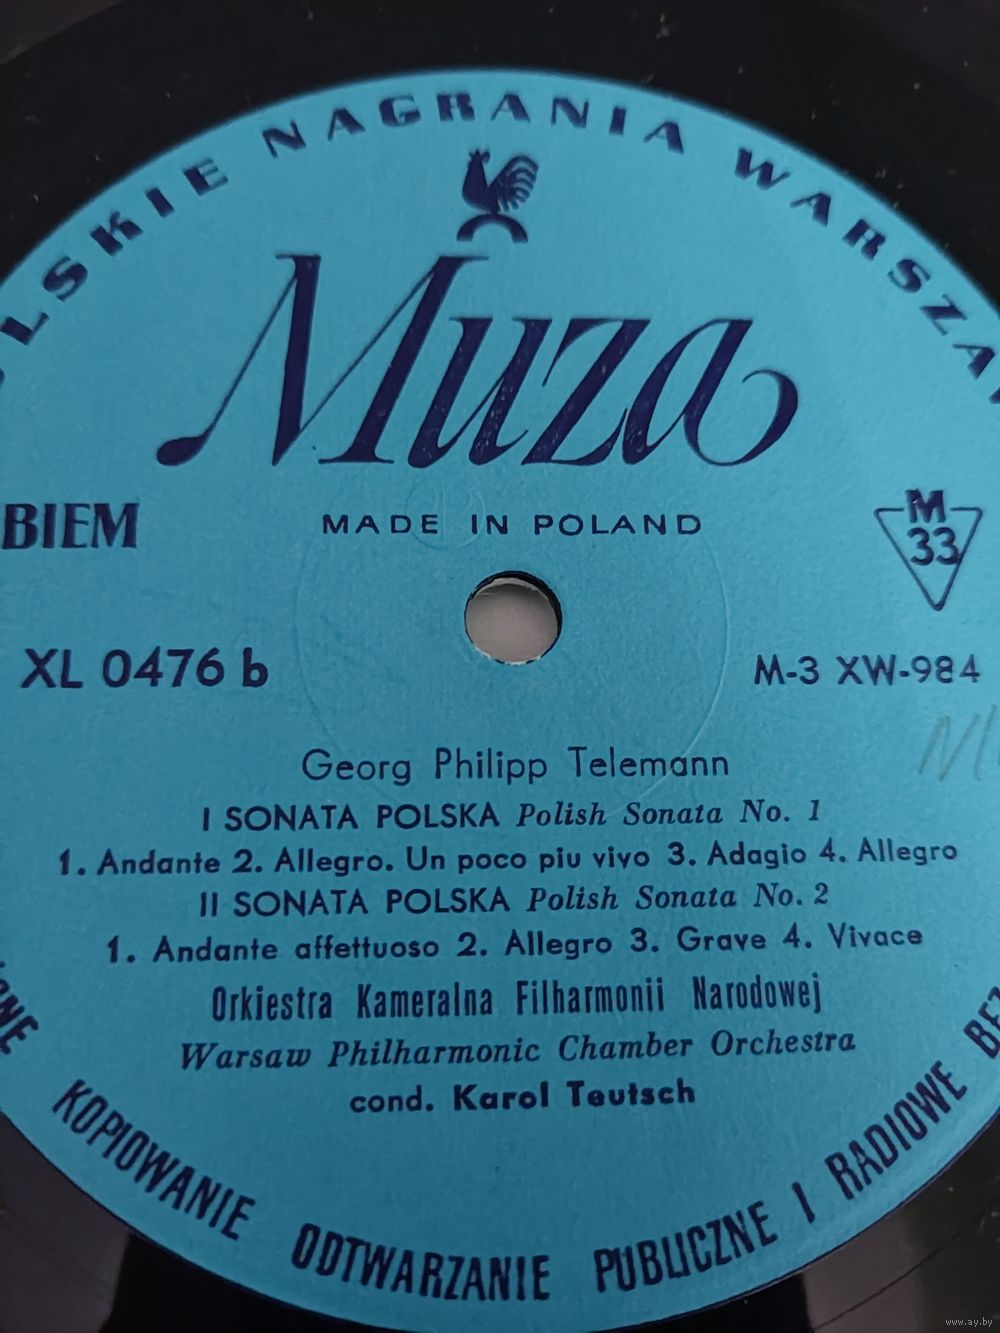 NAGRANIA
Muza
BIEM
MADE IN POLAND
M
33
XL 0476 b
M-3 XW-984
Georg Philipp Telemann
I SONATA POLSKA Polish Sonata No. 1
1. Andante 2. Allegro. Un poco piu vivo 3. Adagio 4. Allegro
II SONATA POLSKA Polish Sonata No. 2
1. Andante affettuoso 2. Allegro 3. Grave 4. Vivace
Orkiestra Kameralna Filharmonii Narodowej
Warsaw Philharmonic Chamber Orchestra
cond. Karol Teutsch
KOPIOWANIE ODTWARZANIE PUBLICZNE I RADIOWE
www.ay.by